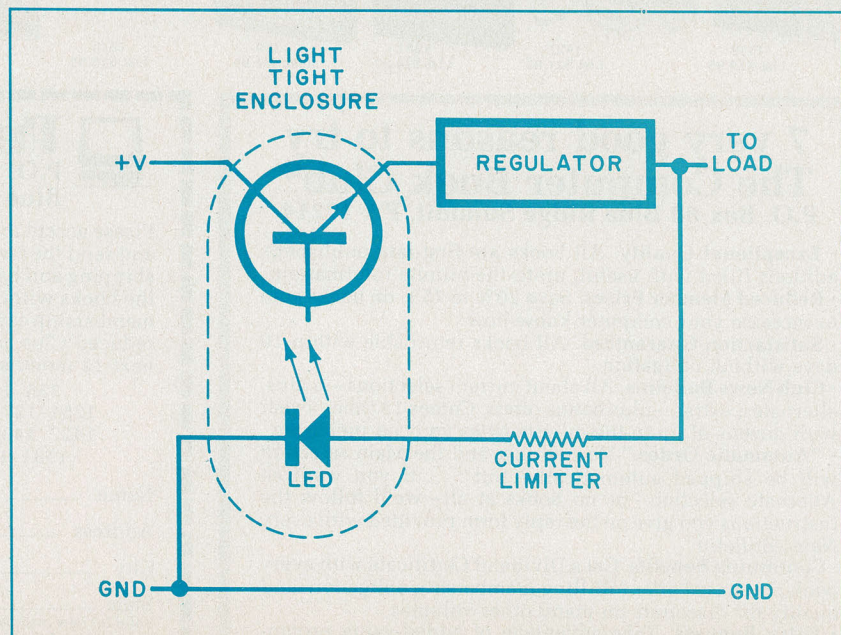 LIGHT
TIGHT
ENCLOSURE
+V
REGULATOR
TO
LOAD
LED
CURRENT
LIMITER
GND
GND